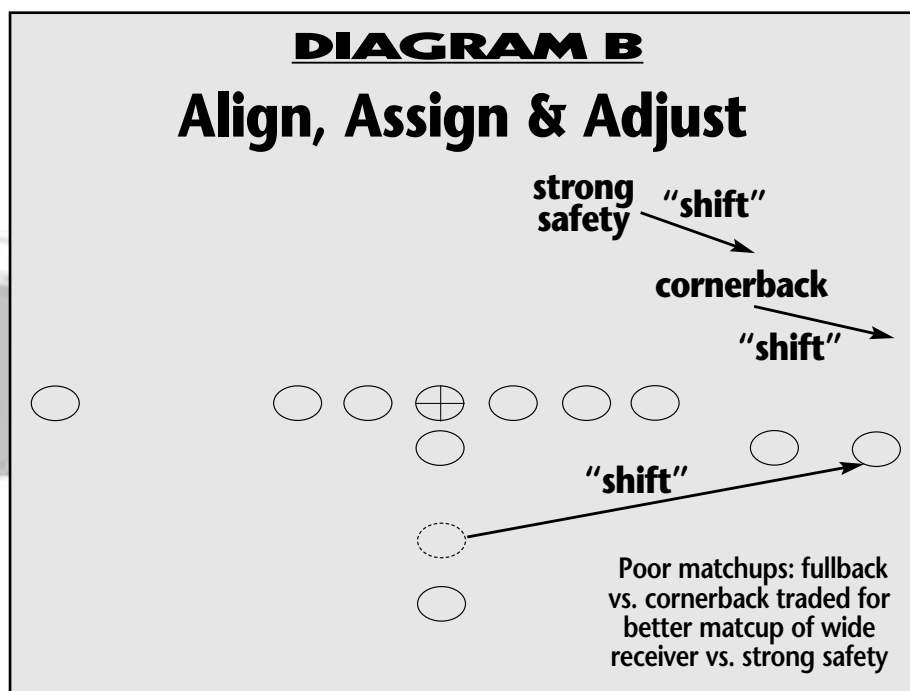 DIAGRAM B
Align, Assign & Adjust
strong
safety
"shift"
cornerback
"shift"
"shift"
Poor matchups: fullback
vs. cornerback traded for
better matcup of wide
receiver vs. strong safety